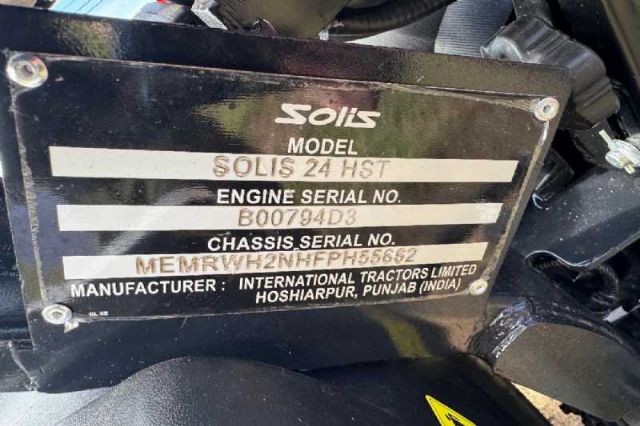 Solis
MODEL
SOLIS 24 HST
ENGINE SERIAL NO.
B00794D3
CHASSIS SERIAL NO.
MEMRWH2NHFPH55652
MANUFACTURER : INTERNATIONAL TRACTORS LIMITED
HOSHIARPUR, PUNJAB (INDIA)